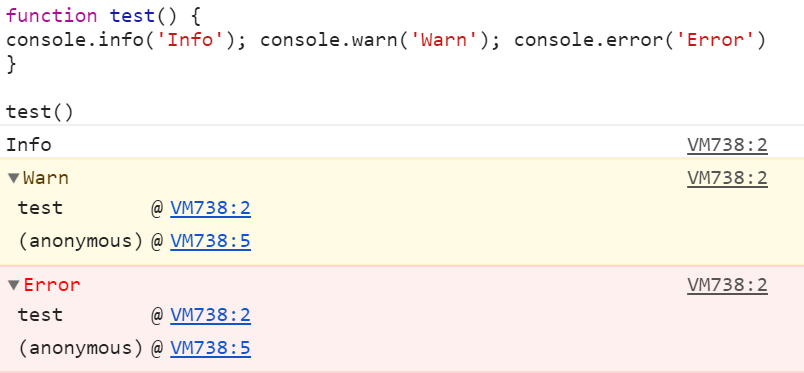 function test() {
console.info('Info'); console.warn('Warn'); console.error('Error')
}
test()
Info VM738:2
▼Warn VM738:2
test @ VM738:2
(anonymous) @ VM738:5
▼Error VM738:2
test @ VM738:2
(anonymous) @ VM738:5